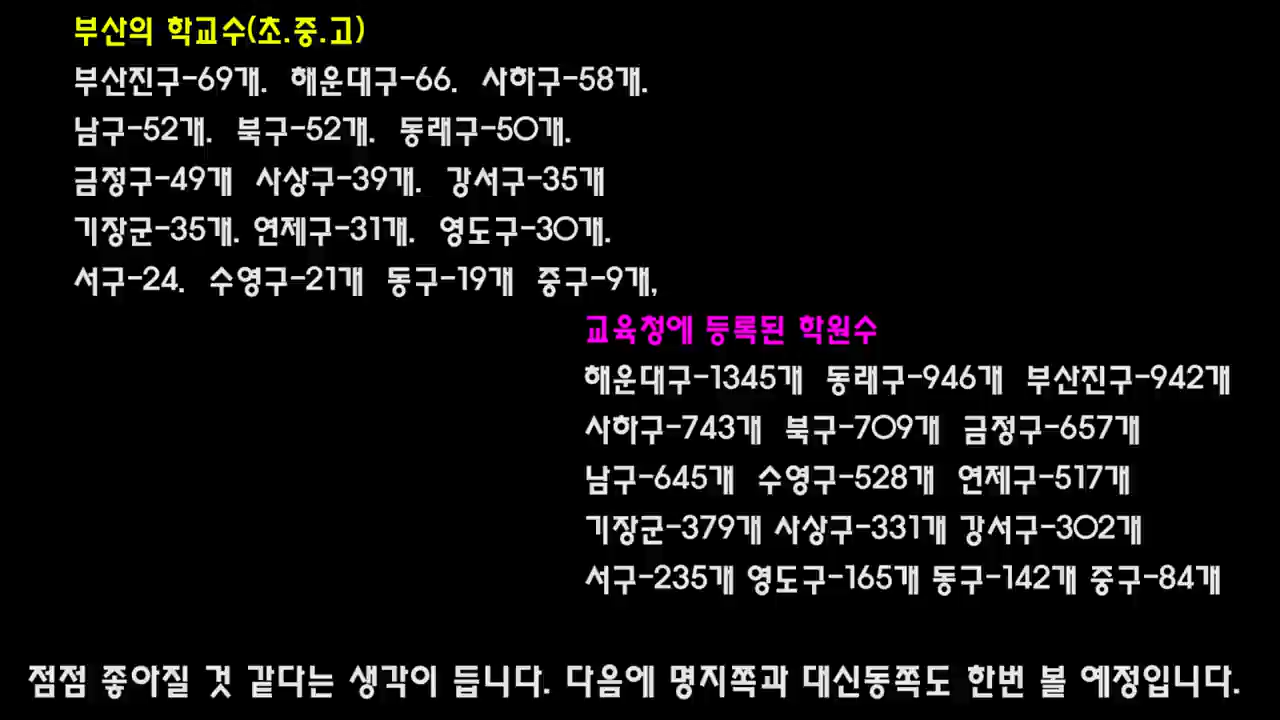 부산의 학교수(초.중.고)
부산진구-69개. 해운대구-66. 사하구-58개.
남구-52개. 북구-52개. 동래구-50개.
금정구-49개 사상구-39개. 강서구-35개
기장군-35개. 연제구-31개. 영도구-30개.
서구-24. 수영구-21개 동구-19개 중구-9개,
교육청에 등록된 학원수
해운대구-1345개 동래구-946개 부산진구-942개
사하구-743개 북구-709개 금정구-657개
남구-645개 수영구-528개 연제구-517개
기장군-379개 사상구-331개 강서구-302개
서구-235개 영도구-165개 동구-142개 중구-84개
점점 좋아질 것 같다는 생각이 듭니다. 다음에 명지쪽과 대신동쪽도 한번 볼 예정입니다.